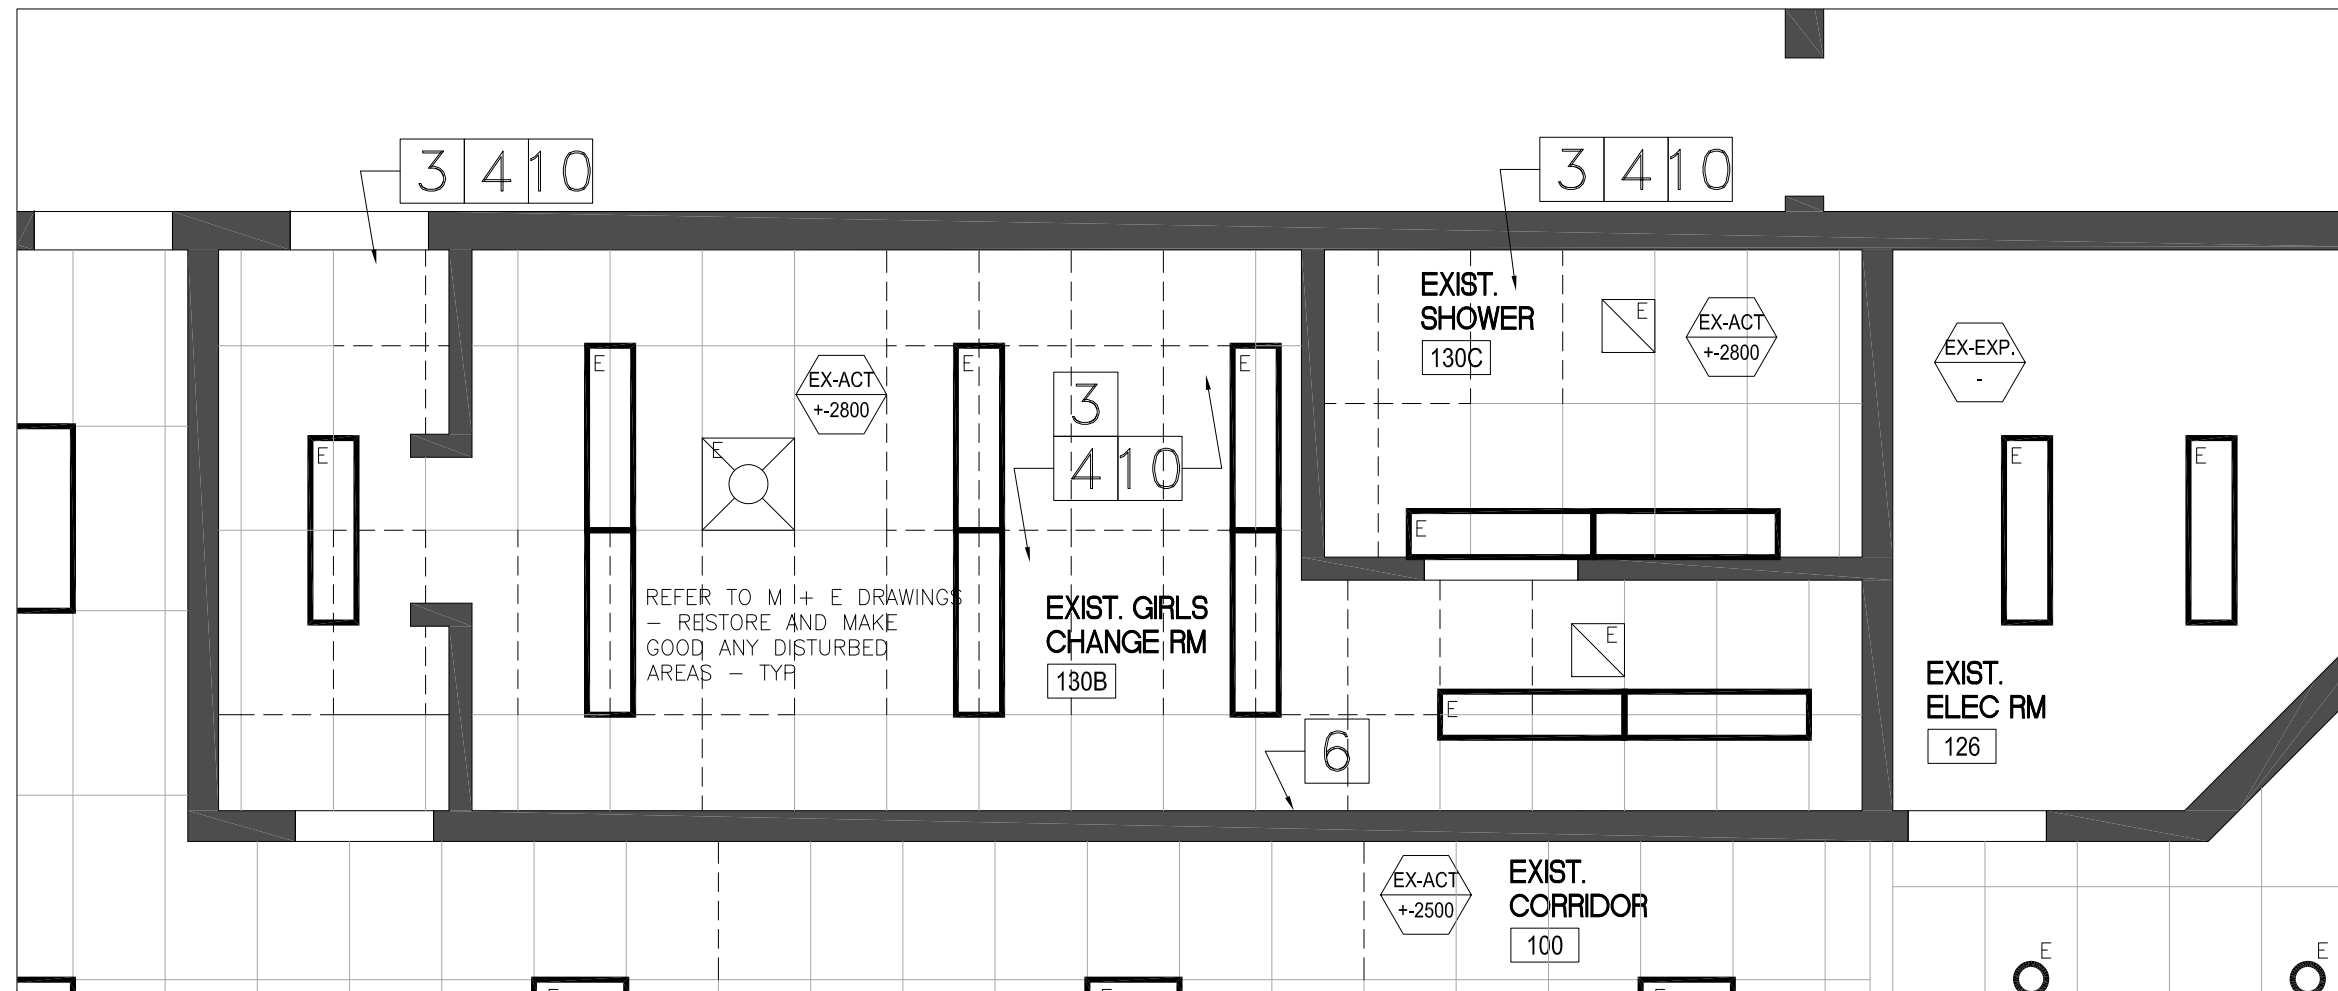 3 4 10
3 4 10
EXIST.
SHOWER
130C
E
EX-ACT
+-2800
EX-EXP.
-
E
E
E
EX-ACT
+-2800
3
4 10
E
E
E
E
E
E
REFER TO M + E DRAWINGS
- RESTORE AND MAKE
GOOD ANY DISTURBED
AREAS - TYP
EXIST. GIRLS
CHANGE RM
130B
E
E
6
EXIST.
ELEC RM
126
EX-ACT
+-2500
EXIST.
CORRIDOR
100
E
E
E
E
E